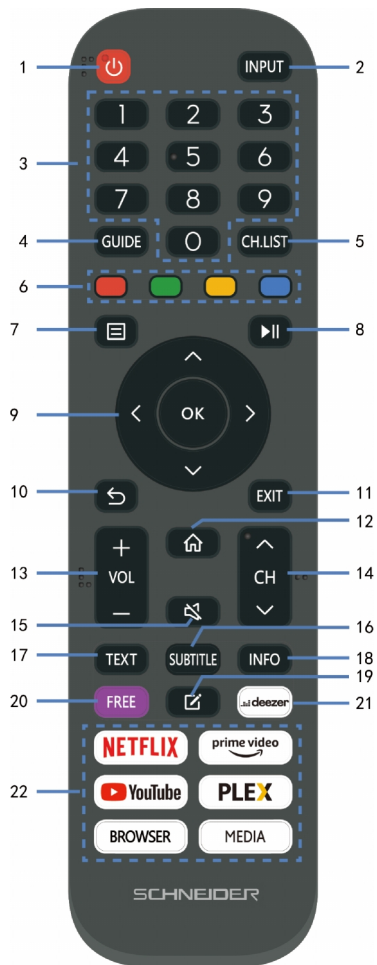 1
INPUT
2
1 2 3
3
4 5 6
7 8 9
4
GUIDE
0
CH.LIST
5
6
7
8
9
OK
10
EXIT
11
12
13
+
VOL
−
CH
14
15
16
17
TEXT
SUBTITLE
INFO
18
19
20
FREE
deezer
21
NETFLIX
prime video
22
YouTube
PLEX
BROWSER
MEDIA
SCHNEIDER